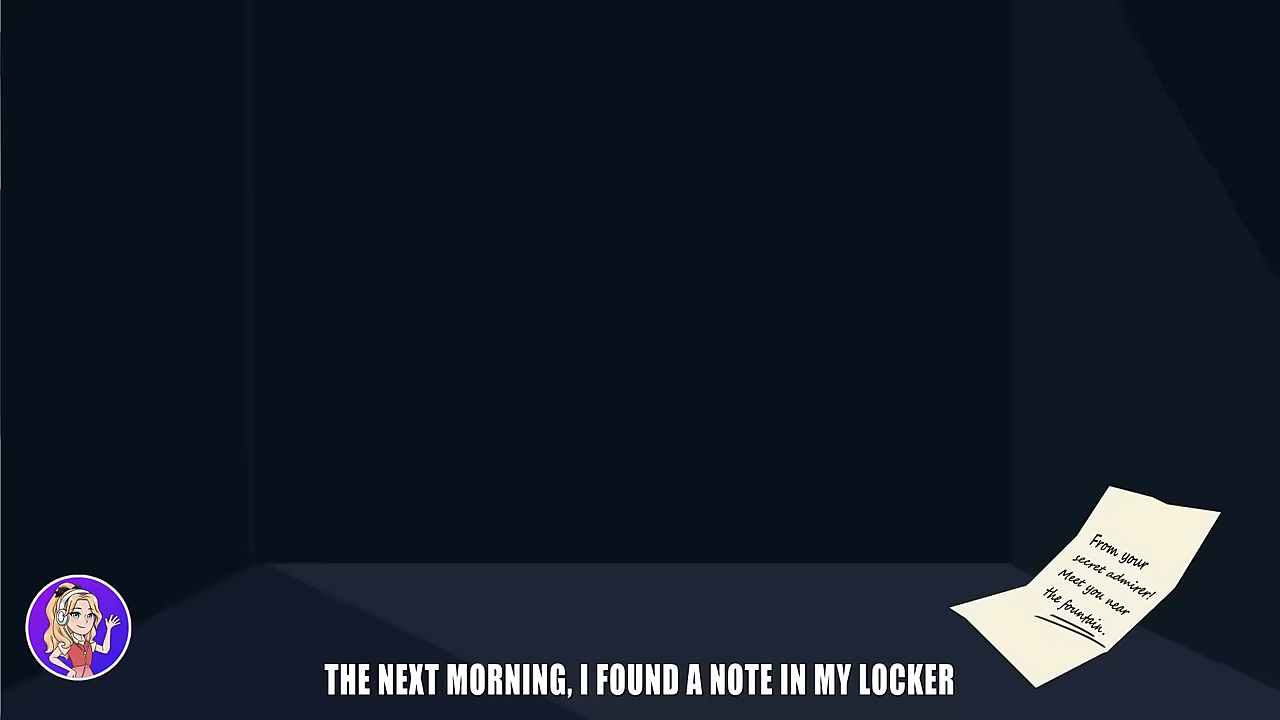 From your
secret admirer!
Meet you near
the fountain.
THE NEXT MORNING, I FOUND A NOTE IN MY LOCKER